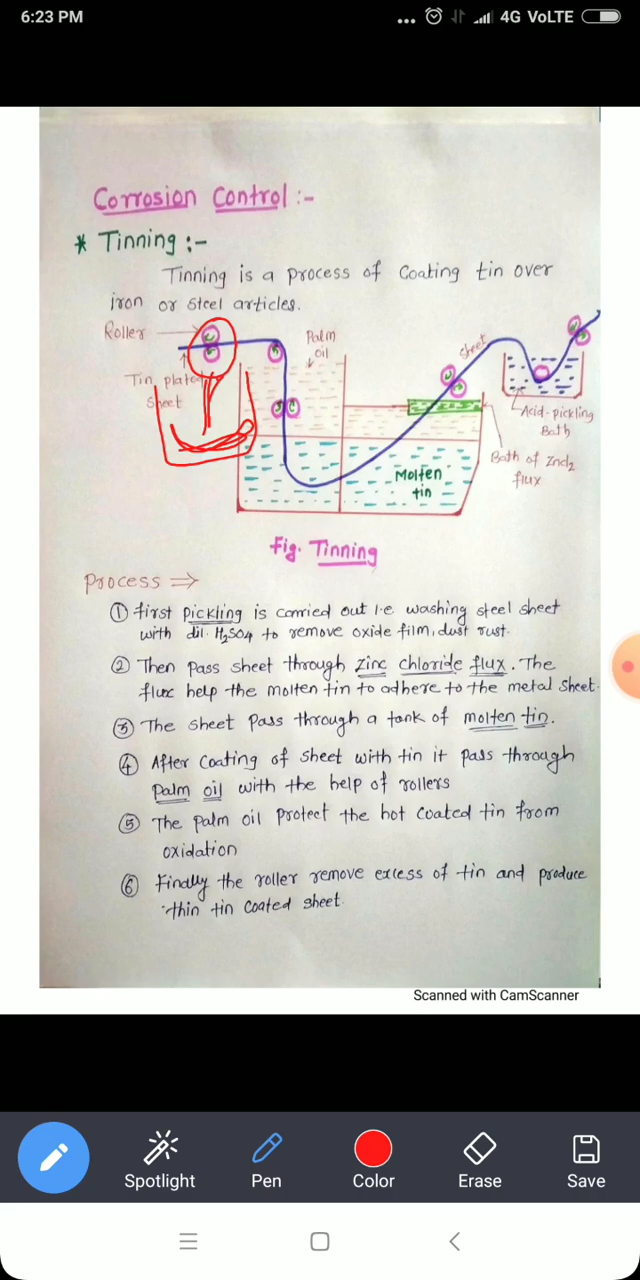 6:23 PM
... 4G VoLTE
Corrosion Control :-
* Tinning :-
Tinning is a process of coating tin over
iron or steel articles.
Roller
Palm
oil
sheet
Tin plated
sheet
Acid-pickling
Bath
Bath of Zncl2
flux
Molten
tin
Fig. Tinning
Process ⇒
① first pickling is carried out i.e. washing steel sheet
with dil. H2SO4 to remove oxide film, dust rust.
② Then pass sheet through zinc chloride flux. The
flux help the molten tin to adhere to the metal sheet.
③ The sheet pass through a tank of molten tin.
④ After coating of sheet with tin it pass through
palm oil with the help of rollers
⑤ The palm oil protect the hot coated tin from
oxidation
⑥ Finally the roller remove excess of tin and produce
thin tin coated sheet.
Scanned with CamScanner
Spotlight
Pen
Color
Erase
Save